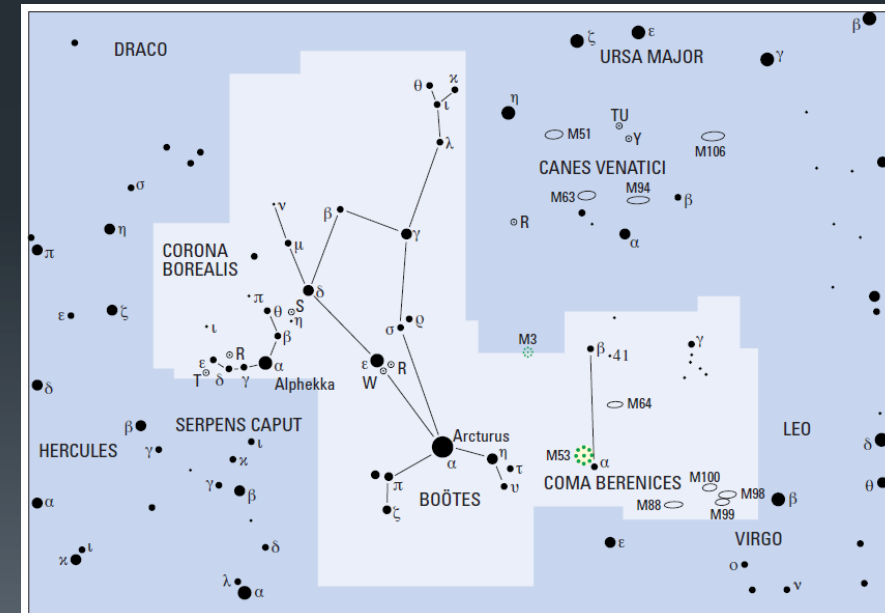 DRACO
ζ
ε
URSA MAJOR
β
γ
θ
ϰ
ι
λ
η
TU
Y
M51
M106
CANES VENATICI
M63
M94
β
R
α
σ
ν
β
γ
η
π
μ
CORONA
BOREALIS
δ
π
θ
S
η
ε
ζ
ι
β
σ
ϱ
M3
β
41
γ
R
ε
T
δ
γ
α
Alphekka
ε
W
R
δ
M64
β
SERPENS CAPUT
ι
HERCULES
γ
ϰ
Arcturus
α
η
τ
υ
M53
α
COMA BERENICES
LEO
δ
θ
γ
β
π
ζ
BOÖTES
M100
M98
M88
M99
β
α
VIRGO
ε
ο
ν
ι
ϰ
δ
λ
α